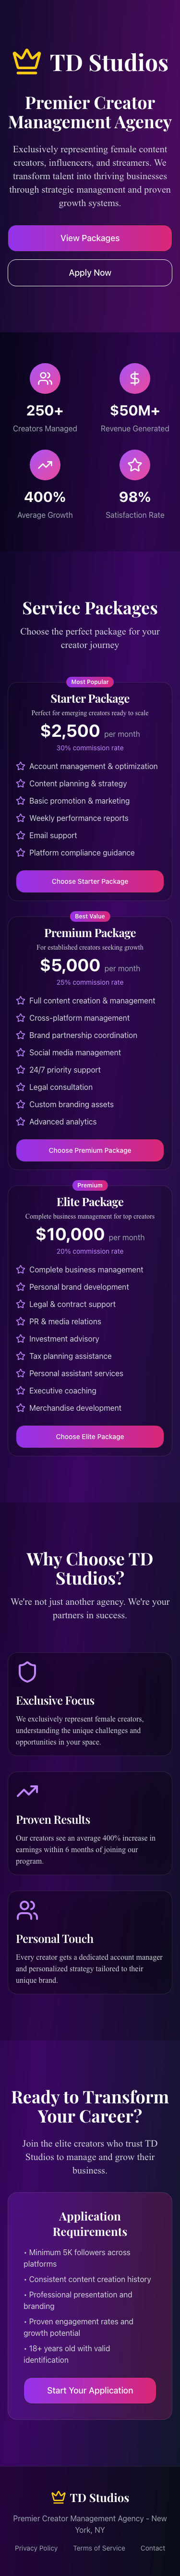 TD Studios
Premier Creator
Management Agency
Exclusively representing female content
creators, influencers, and streamers. We
transform talent into thriving businesses
through strategic management and proven
growth systems.
View Packages
Apply Now
250+
Creators Managed
$50M+
Revenue Generated
400%
Average Growth
98%
Satisfaction Rate
Service Packages
Choose the perfect package for your
creator journey
Most Popular
Starter Package
Perfect for emerging creators ready to scale
$2,500 per month
30% commission rate
Account management & optimization
Content planning & strategy
Basic promotion & marketing
Weekly performance reports
Email support
Platform compliance guidance
Choose Starter Package
Best Value
Premium Package
For established creators seeking growth
$5,000 per month
25% commission rate
Full content creation & management
Cross-platform management
Brand partnership coordination
Social media management
24/7 priority support
Legal consultation
Custom branding assets
Advanced analytics
Choose Premium Package
Premium
Elite Package
Complete business management for top creators
$10,000 per month
20% commission rate
Complete business management
Personal brand development
Legal & contract support
PR & media relations
Investment advisory
Tax planning assistance
Personal assistant services
Executive coaching
Merchandise development
Choose Elite Package
Why Choose TD
Studios?
We're not just another agency. We're your
partners in success.
Exclusive Focus
We exclusively represent female creators,
understanding the unique challenges and
opportunities in your space.
Proven Results
Our creators see an average 400% increase in
earnings within 6 months of joining our
program.
Personal Touch
Every creator gets a dedicated account manager
and personalized strategy tailored to their
unique brand.
Ready to Transform
Your Career?
Join the elite creators who trust TD
Studios to manage and grow their
business.
Application
Requirements
• Minimum 5K followers across
platforms
• Consistent content creation history
• Professional presentation and
branding
• Proven engagement rates and
growth potential
• 18+ years old with valid
identification
Start Your Application
TD Studios
Premier Creator Management Agency - New
York, NY
Privacy Policy
Terms of Service
Contact